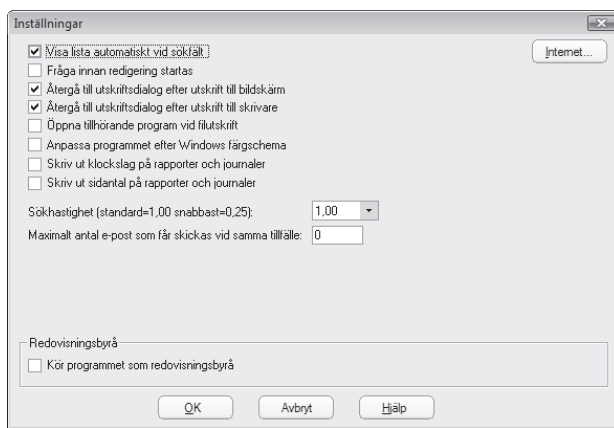 Inställningar
Visa lista automatiskt vid sökfält
Internet...
Fråga innan redigering startas
Återgå till utskriftsdialog efter utskrift till bildskärm
Återgå till utskriftsdialog efter utskrift till skrivare
Öppna tillhörande program vid filutskrift
Anpassa programmet efter Windows färgschema
Skriv ut klockslag på rapporter och journaler
Skriv ut sidantal på rapporter och journaler
Sökhastighet (standard=1,00 snabbast=0,25): 1,00
Maximalt antal e-post som får skickas vid samma tillfälle: 0
Redovisningsbyrå
Kör programmet som redovisningsbyrå
OK Avbryt Hjälp